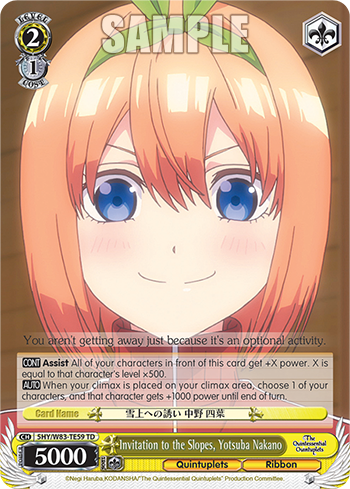 SAMPLE
LEVEL
2
1
COST
You aren't getting away just because it's an optional activity.
CONT Assist All of your characters in front of this card get +X power. X is
equal to that character's level ×500.
AUTO When your climax is placed on your climax area, choose 1 of your
characters, and that character gets +1000 power until end of turn.
Card Name 雪上への誘い 中野 四葉
CH 5HY/W83-TE59 TD
Invitation to the Slopes, Yotsuba Nakano
The Quintessential Quintuplets
5000 Quintuplets Ribbon
©Negi Haruba,KODANSHA/"The Quintessential Quintuplets" Production Committee.